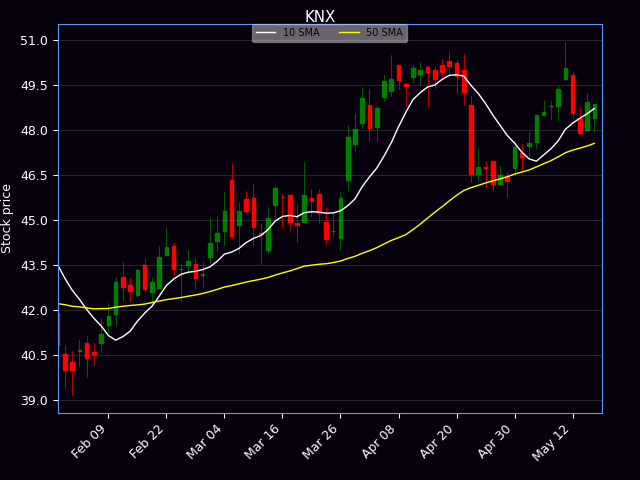 KNX
10 SMA
50 SMA
Stock price
51.0
49.5
48.0
46.5
45.0
43.5
42.0
40.5
39.0
Feb 09
Feb 22
Mar 04
Mar 16
Mar 26
Apr 08
Apr 20
Apr 30
May 12